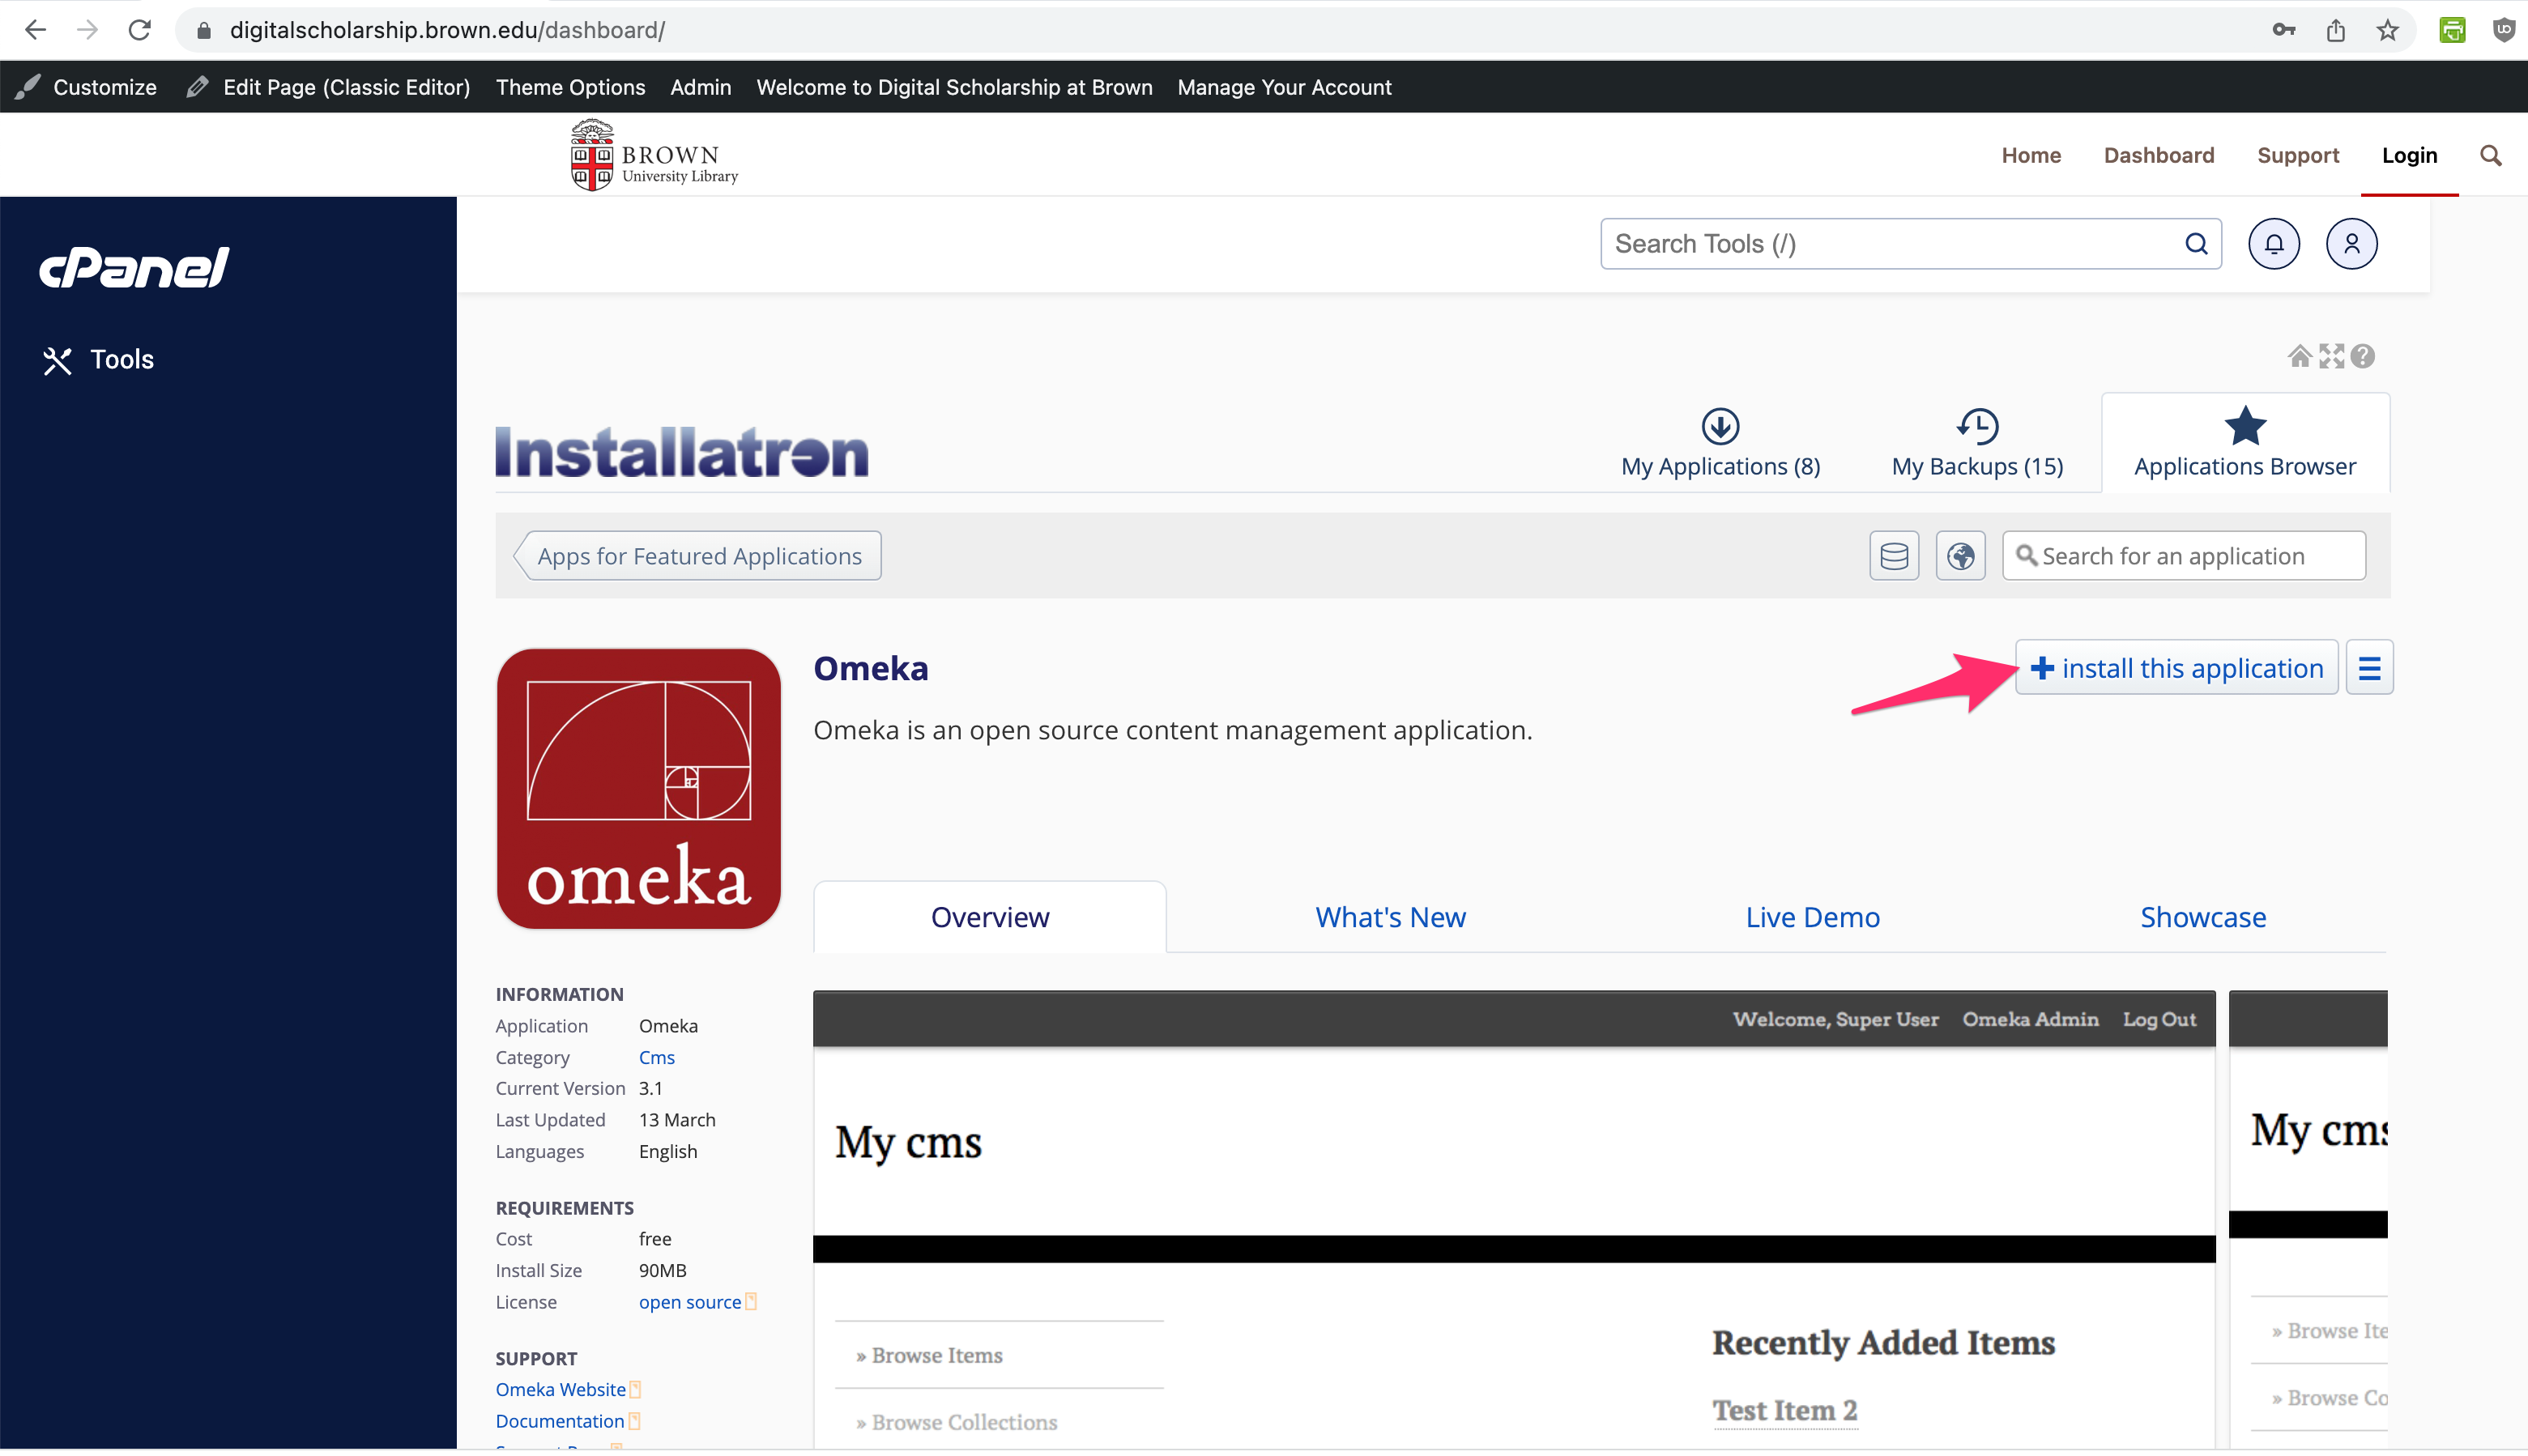 digitalscholarship.brown.edu/dashboard/
Customize Edit Page (Classic Editor) Theme Options Admin Welcome to Digital Scholarship at Brown Manage Your Account
BROWN
University Library
Home Dashboard Support Login
cPanel
Search Tools (/)
Tools
Installatron
My Applications (8) My Backups (15) Applications Browser
Apps for Featured Applications Search for an application
Omeka
install this application
Omeka is an open source content management application.
omeka
Overview What's New Live Demo Showcase
INFORMATION
Application Omeka
Category Cms
Current Version 3.1
Last Updated 13 March
Languages English
REQUIREMENTS
Cost free
Install Size 90MB
License open source
SUPPORT
Omeka Website
Documentation
Welcome, Super User Omeka Admin Log Out
My cms
» Browse Items
» Browse Collections
Recently Added Items
Test Item 2
My cms
» Browse Ite
» Browse Co